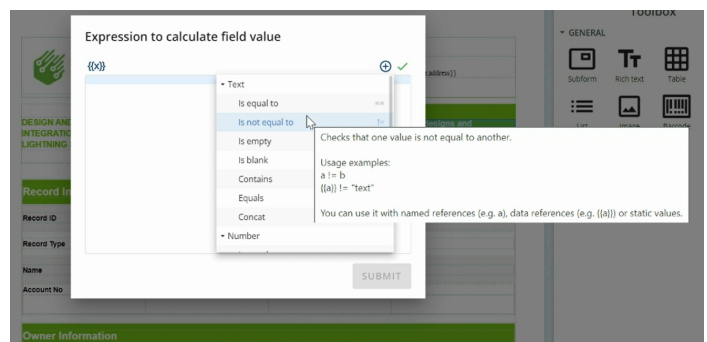 TOOLBOX
Expression to calculate field value
GENERAL
{{x}}
.address}}
Subform
Rich text
Table
Text
Is equal to ==
DESIGN AND
Is not equal to !=
designs and
INTEGRATIO
LIGHTNING
List
Image
Barcode
Is empty
Checks that one value is not equal to another.
Is blank
Usage examples:
Contains
a != b
Equals
{{a}} != "text"
Concat
You can use it with named references (e.g. a), data references (e.g. {{a}}) or static values.
Record In
Record ID
Number
Record Type
Name
SUBMIT
Account No
Owner Information